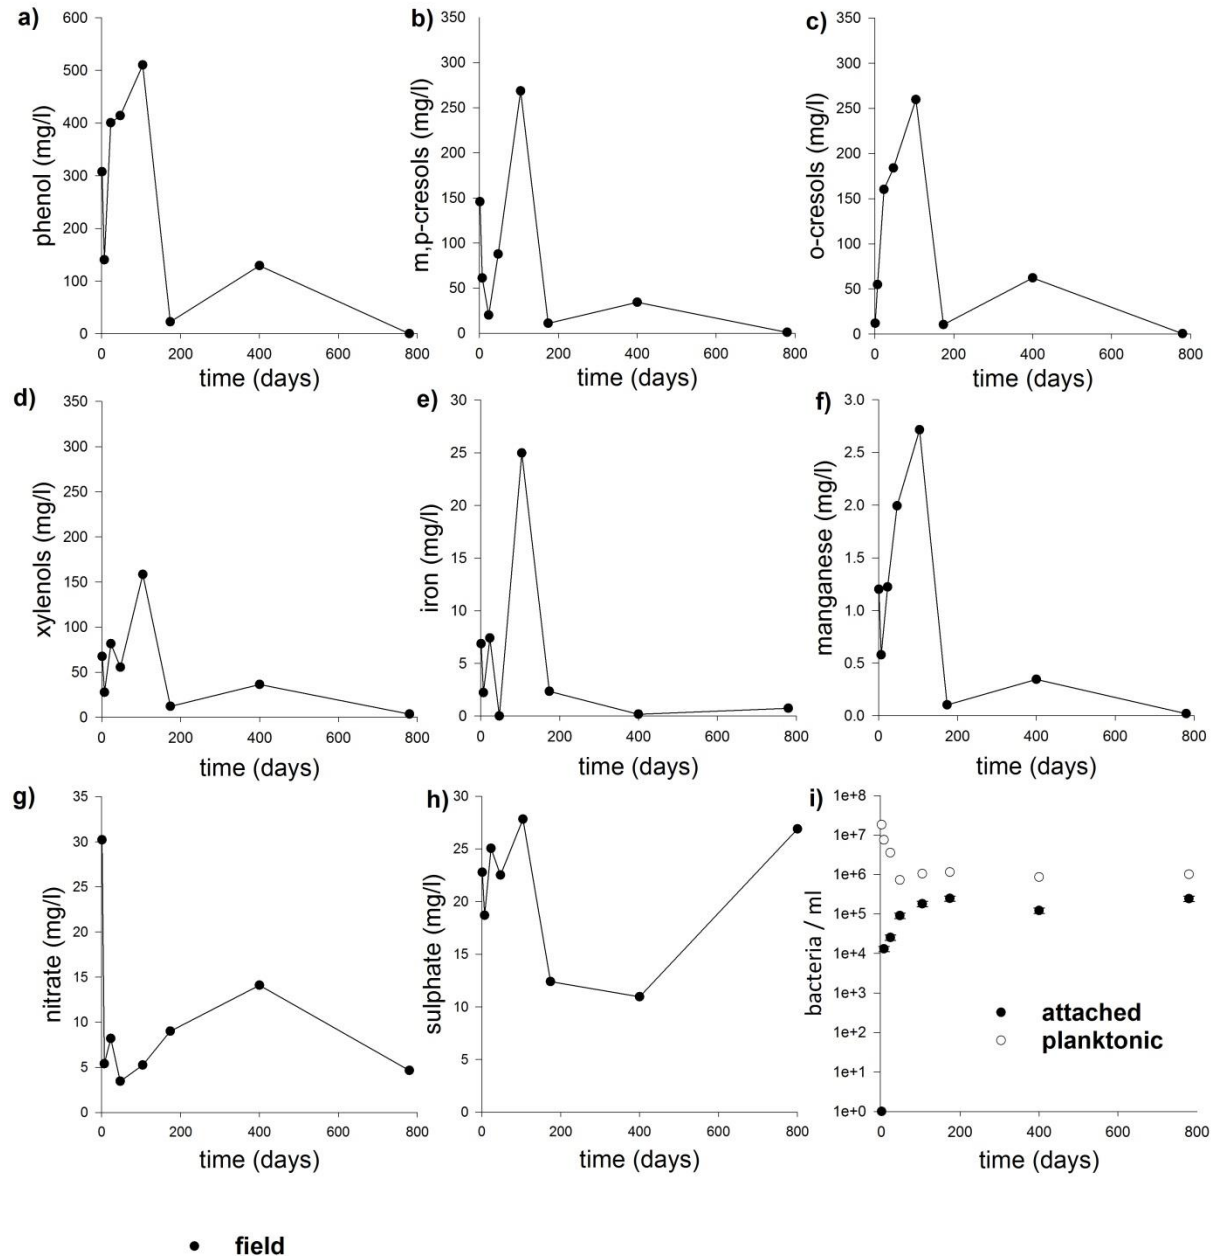 a)
600
500
400
300
200
100
0
phenol (mg/l)
0 200 400 600 800
time (days)
b)
350
300
250
200
150
100
50
0
m,p-cresols (mg/l)
0 200 400 600 800
time (days)
c)
350
300
250
200
150
100
50
0
o-cresols (mg/l)
0 200 400 600 800
time (days)
d)
350
300
250
200
150
100
50
0
xylenols (mg/l)
0 200 400 600 800
time (days)
e)
30
25
20
15
10
5
0
iron (mg/l)
0 200 400 600 800
time (days)
f)
3.0
2.5
2.0
1.5
1.0
0.5
0.0
manganese (mg/l)
0 200 400 600 800
time (days)
g)
35
30
25
20
15
10
5
0
nitrate (mg/l)
0 200 400 600 800
time (days)
h)
30
25
20
15
10
5
0
sulphate (mg/l)
0 200 400 600 800
time (days)
i)
1e+8
1e+7
1e+6
1e+5
1e+4
1e+3
1e+2
1e+1
1e+0
bacteria / ml
attached
planktonic
0 200 400 600 800
time (days)
field